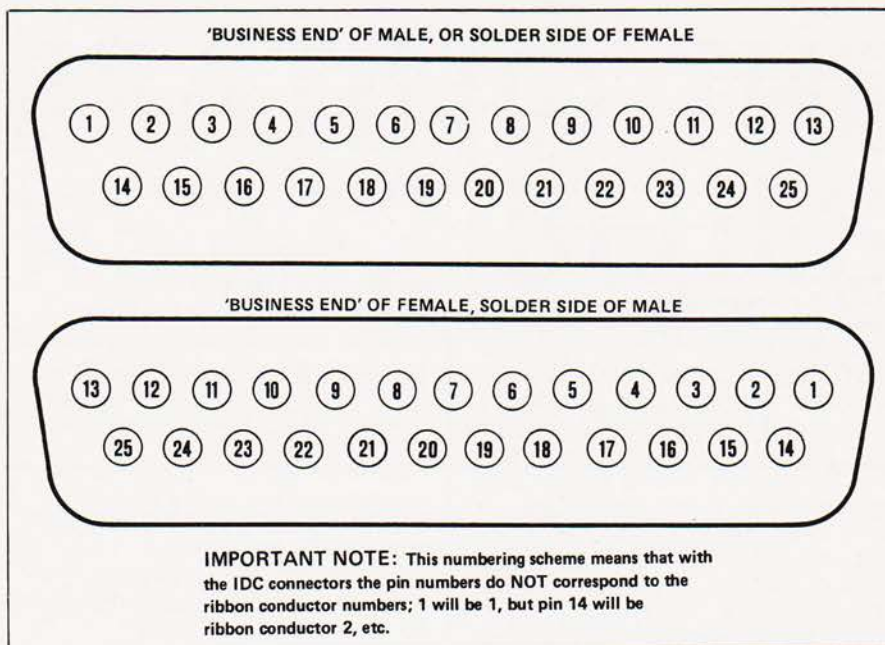 'BUSINESS END' OF MALE, OR SOLDER SIDE OF FEMALE
1 2 3 4 5 6 7 8 9 10 11 12 13
14 15 16 17 18 19 20 21 22 23 24 25
'BUSINESS END' OF FEMALE, SOLDER SIDE OF MALE
13 12 11 10 9 8 7 6 5 4 3 2 1
25 24 23 22 21 20 19 18 17 16 15 14
IMPORTANT NOTE: This numbering scheme means that with
the IDC connectors the pin numbers do NOT correspond to the
ribbon conductor numbers; 1 will be 1, but pin 14 will be
ribbon conductor 2, etc.